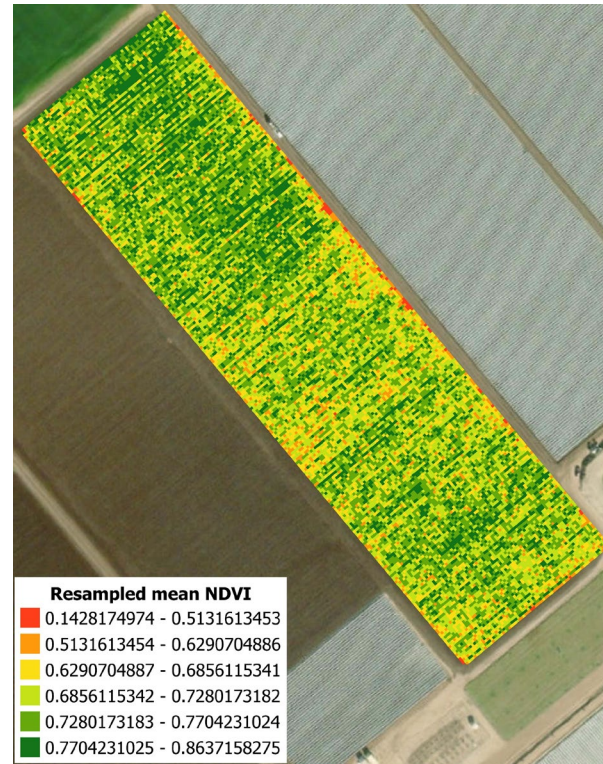 Resampled mean NDVI
0.1428174974 - 0.5131613453
0.5131613454 - 0.6290704886
0.6290704887 - 0.6856115341
0.6856115342 - 0.7280173182
0.7280173183 - 0.7704231024
0.7704231025 - 0.8637158275